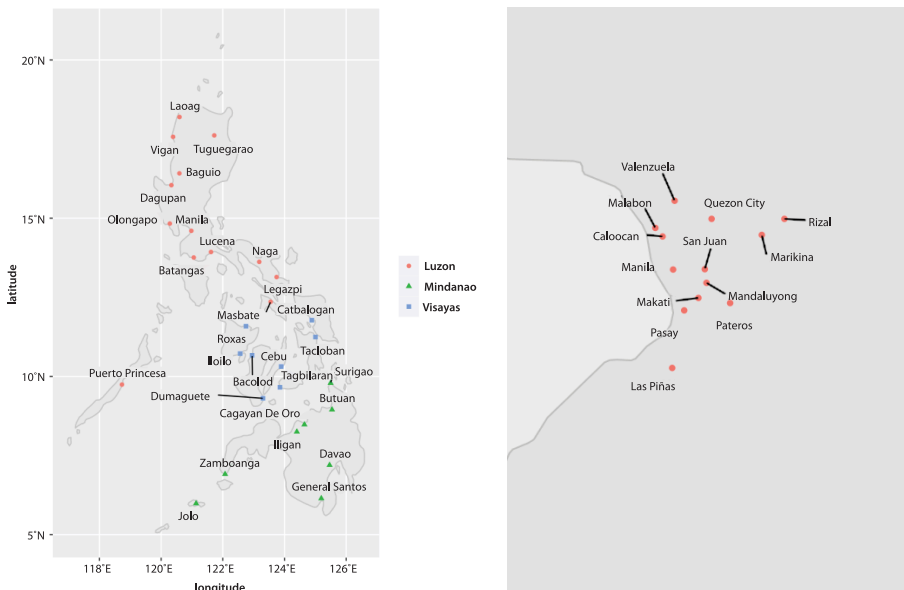 20°N
Laoag
Vigan
Tuguegarao
Baguio
Dagupan
15°N
Olongapo
Manila
Lucena
Naga
Batangas
Legazpi
Masbate
Catbalogan
Roxas
Iloilo
Cebu
Tacloban
Puerto Princesa
10°N
Bacolod
Tagbilaran
Surigao
Dumaguete
Butuan
Cagayan De Oro
Iligan
Davao
Zamboanga
General Santos
Jolo
5°N
118°E
120°E
122°E
124°E
126°E
longitude
latitude
Luzon
Mindanao
Visayas
Valenzuela
Malabon
Quezon City
Rizal
Caloocan
San Juan
Marikina
Manila
Makati
Mandaluyong
Pasay
Pateros
Las Piñas